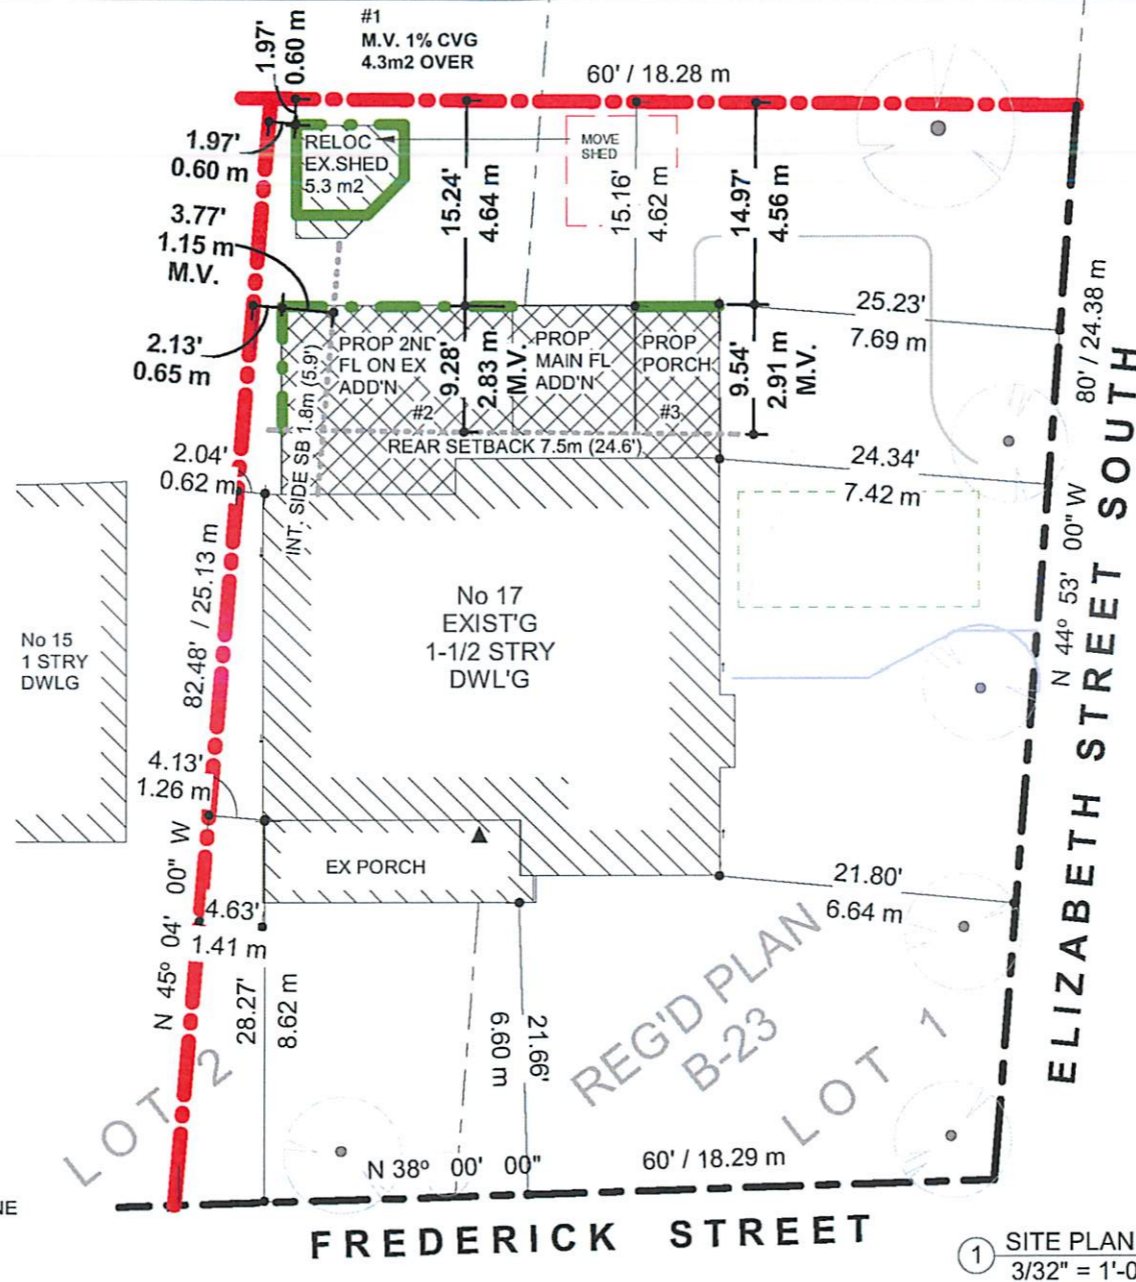 #1
M.V. 1% CVG
4.3m2 OVER
1.97'
0.60 m
60' / 18.28 m
1.97'
0.60 m
RELOC
EX.SHED
5.3 m2
MOVE
SHED
15.24'
4.64 m
15.16'
4.62 m
14.97'
4.56 m
3.77'
1.15 m
M.V.
2.13'
0.65 m
25.23'
7.69 m
80' / 24.38 m
PROP 2ND
FL ON EX
ADD'N
#2
9.28'
2.83 m
M.V.
PROP
MAIN FL
ADD'N
PROP
PORCH
#3
9.54'
2.91 m
M.V.
INT. SIDE SB 1.8m (5.9')
REAR SETBACK 7.5m (24.6')
2.04'
0.62 m
24.34'
7.42 m
N 44º 53' 00" W
ELIZABETH STREET SOUTH
82.48' / 25.13 m
No 15
1 STRY
DWLG
No 17
EXIST'G
1-1/2 STRY
DWL'G
4.13'
1.26 m
EX PORCH
N 45º 04' 00" W
4.63'
1.41 m
21.80'
6.64 m
28.27'
8.62 m
21.66'
6.60 m
REG'D PLAN
B-23
LOT 2
LOT 1
N 38º 00' 00"
60' / 18.29 m
NE
FREDERICK STREET
1 SITE PLAN
3/32" = 1'-0